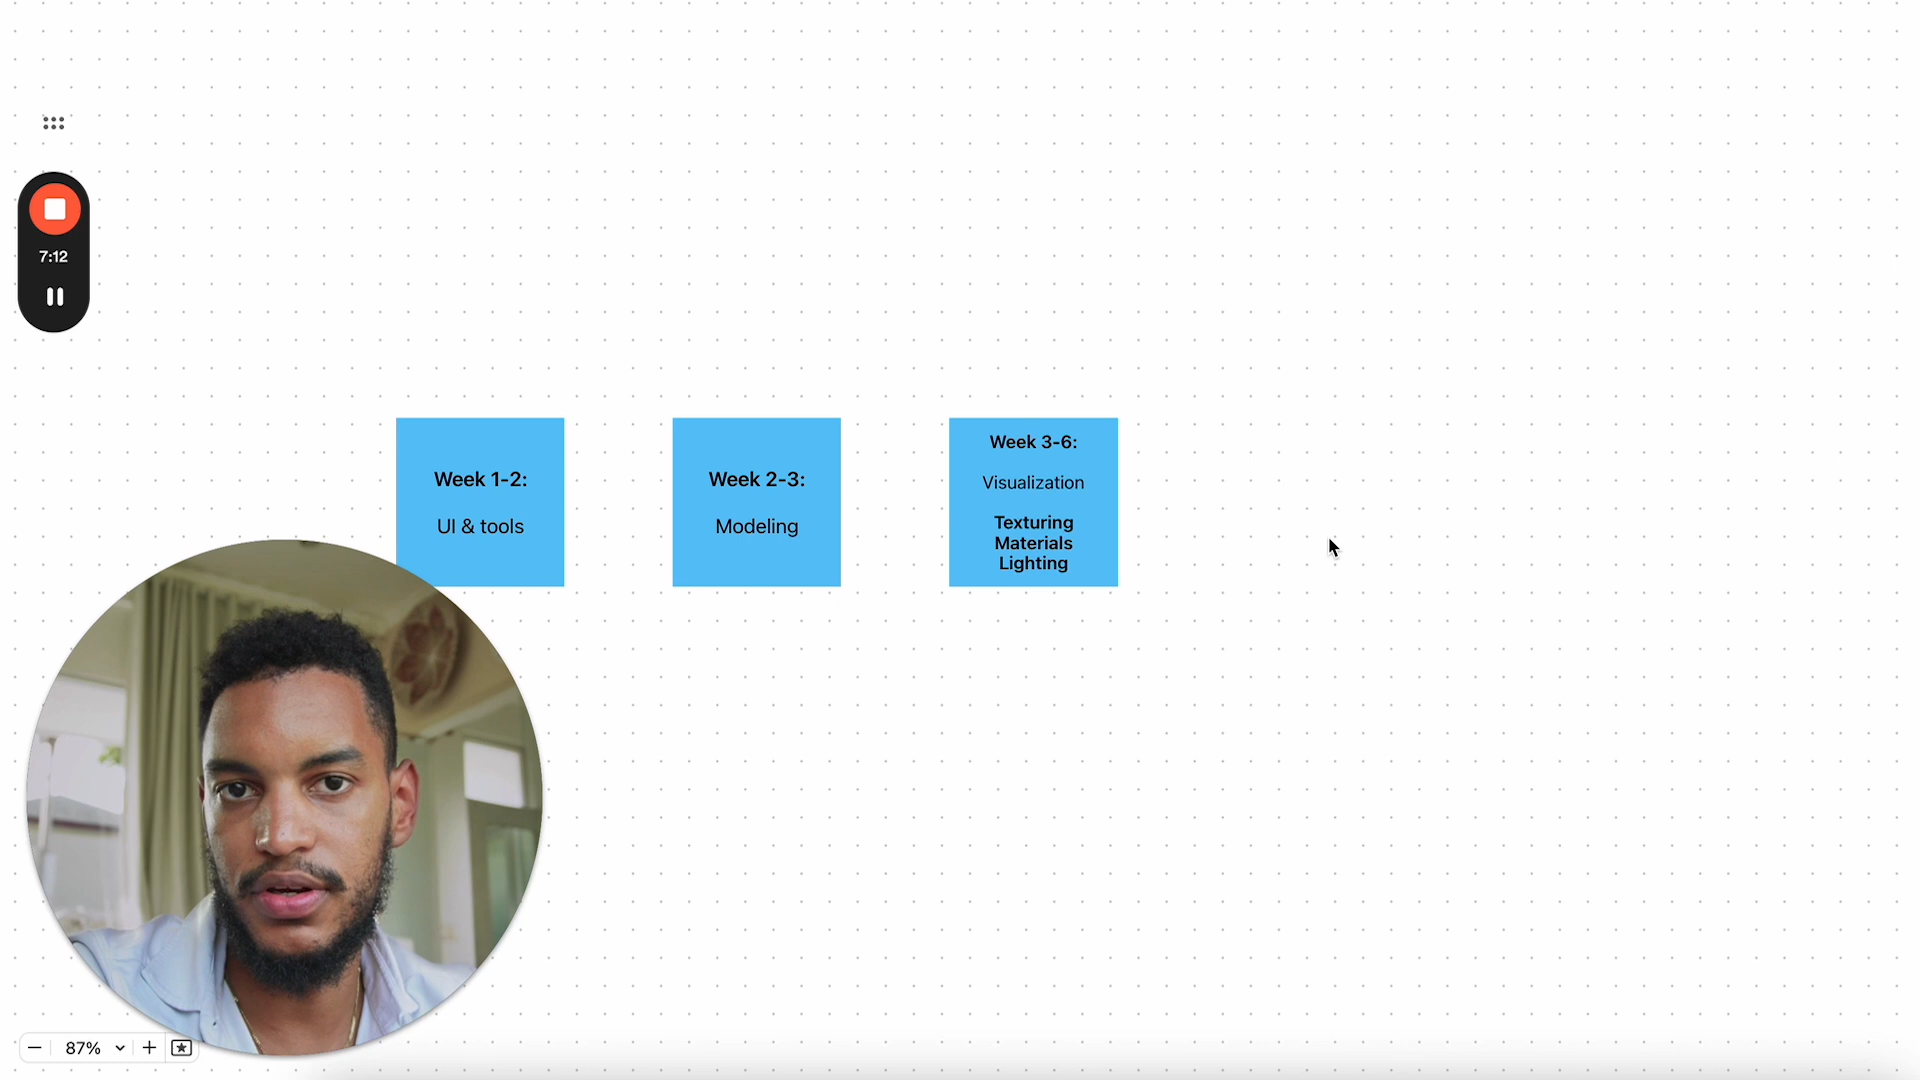 7:12
Week 1-2:
UI & tools
Week 2-3:
Modeling
Week 3-6:
Visualization
Texturing
Materials
Lighting
87%